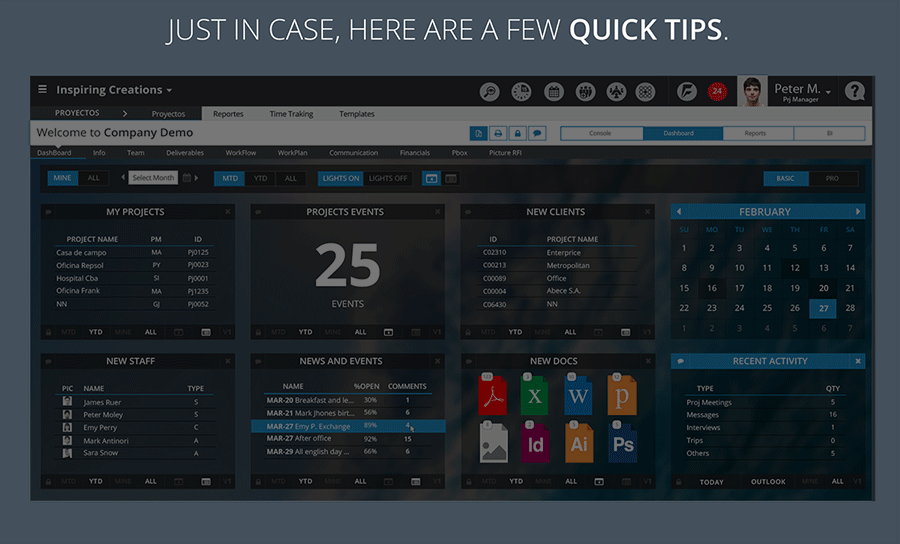 JUST IN CASE, HERE ARE A FEW QUICK TIPS.
Inspiring Creations
24
Peter M.
Prj Manager
?
PROYECTOS > Proyectos Reportes Time Traking Templates
Welcome to Company Demo
Console Dashboard Reports BI
DashBoard Info Team Deliverables WorkFlow WorkPlan Communication Financials Pbox Picture RFI
MINE ALL Select Month MTD YTD ALL LIGHTS ON LIGHTS OFF BASIC PRO
MY PROJECTS
PROJECT NAME PM ID
Casa de campo MA PJ0125
Oficina Repsol PY PJ0023
Hospital Cba SI PJ0001
Oficina Frank MA PJ1235
NN GJ PJ0052
MTD YTD MINE ALL V1
PROJECTS EVENTS
25
EVENTS
MTD YTD MINE ALL V1
NEW CLIENTS
ID PROJECT NAME
C02310 Enterprice
C00213 Metropolitan
C00089 Office
C00004 Abece S.A.
C06430 NN
MTD YTD MINE ALL V1
FEBRUARY
SU MO TU WE TH FR SA
1 2 3 4 5 6 7
8 9 10 11 12 13 14
15 16 17 18 19 20 21
22 23 24 25 26 27 28
1 2 3 4 5 6 7
NEW STAFF
PIC NAME TYPE
James Ruer S
Peter Moley S
Emy Perry C
Mark Antinori A
Sara Snow A
MTD YTD MINE ALL V1
NEWS AND EVENTS
NAME %OPEN COMMENTS
MAR-20 Breakfast and le... 30% 1
MAR-21 Mark Jhones birt... 56% 6
MAR-27 Emy P. Exchange 89% 4
MAR-27 After office 92% 15
MAR-29 All english day ... 66% 6
MTD YTD MINE ALL V1
NEW DOCS
X W p
Id Ai Ps
MTD YTD MINE ALL V1
RECENT ACTIVITY
TYPE QTY
Proj Meetings 5
Messages 16
Interviews 1
Trips 0
Others 5
TODAY OUTLOOK MINE ALL V1